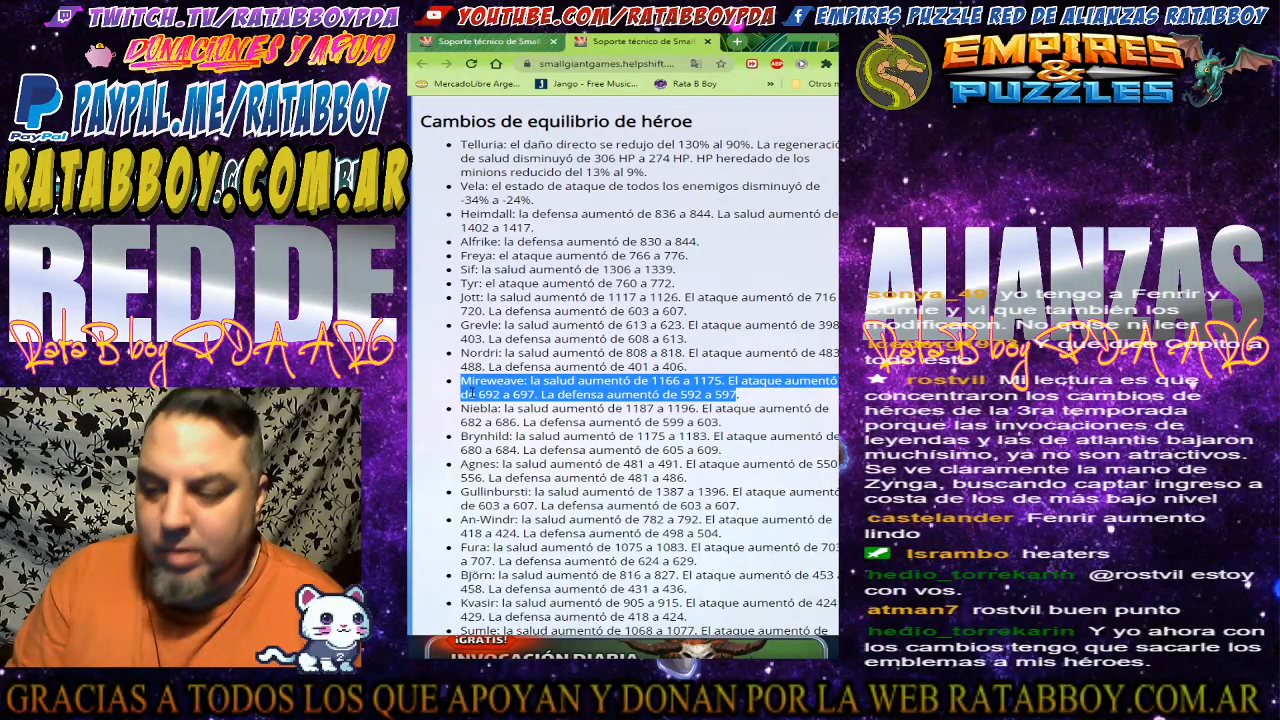 TWITCH.TV/RATABBOYPDA
YOUTUBE.COM/RATABBOYPDA
EMPIRES PUZZLE RED DE ALIANZAS RATABBOY
DONACIONES Y APOYO
PayPal
PAYPAL.ME/RATABBOY
RATABBOY.COM.AR
RED DE
Rata B boy PDA ARG
Soporte técnico de Smal
Soporte técnico de Smal
smallgiantgames.helpshift....
MercadoLibre Arge...
Jango - Free Music...
Rata B Boy
»
Otros m
Cambios de equilibrio de héroe
Telluria: el daño directo se redujo del 130% al 90%. La regeneració
de salud disminuyó de 306 HP a 274 HP. HP heredado de los
minions reducido del 13% al 9%.
Vela: el estado de ataque de todos los enemigos disminuyó de
-34% a -24%.
Heimdall: la defensa aumentó de 836 a 844. La salud aumentó de
1402 a 1417.
Alfrike: la defensa aumentó de 830 a 844.
Freya: el ataque aumentó de 766 a 776.
Sif: la salud aumentó de 1306 a 1339.
Tyr: el ataque aumentó de 760 a 772.
Jott: la salud aumentó de 1117 a 1126. El ataque aumentó de 716
720. La defensa aumentó de 603 a 607.
Grevle: la salud aumentó de 613 a 623. El ataque aumentó de 398
403. La defensa aumentó de 608 a 613.
Nordri: la salud aumentó de 808 a 818. El ataque aumentó de 483
488. La defensa aumentó de 401 a 406.
Mireweave: la salud aumentó de 1166 a 1175. El ataque aumentó
de 692 a 697. La defensa aumentó de 592 a 597.
Niebla: la salud aumentó de 1187 a 1196. El ataque aumentó de
682 a 686. La defensa aumentó de 599 a 603.
Brynhild: la salud aumentó de 1175 a 1183. El ataque aumentó de
680 a 684. La defensa aumentó de 605 a 609.
Agnes: la salud aumentó de 481 a 491. El ataque aumentó de 550
556. La defensa aumentó de 481 a 486.
Gullinbursti: la salud aumentó de 1387 a 1396. El ataque aumentó
de 603 a 607. La defensa aumentó de 603 a 607.
An-Windr: la salud aumentó de 782 a 792. El ataque aumentó de
418 a 424. La defensa aumentó de 498 a 504.
Fura: la salud aumentó de 1075 a 1083. El ataque aumentó de 703
a 707. La defensa aumentó de 624 a 629.
Björn: la salud aumentó de 816 a 827. El ataque aumentó de 453
458. La defensa aumentó de 431 a 436.
Kvasir: la salud aumentó de 905 a 915. El ataque aumentó de 424
429. La defensa aumentó de 418 a 424.
Sumle: la salud aumentó de 1068 a 1077. El ataque aumentó de
¡GRATIS!
INVOCACIÓN DIARIA
EMPIRES
&
PUZZLES
ALIANZAS
Rata B boy PDA ARG
sonya_49 yo tengo a Fenrir y
Sumle y vi que también los
modificaron. No quise ni leer
Y que dice Capito a
todo esto
rostvil Mi lectura es que
concentraron los cambios de
héroes de la 3ra temporada
porque las invocaciones de
leyendas y las de atlantis bajaron
muchísimo, ya no son atractivos.
Se ve claramente la mano de
Zynga, buscando captar ingreso a
costa de los de más bajo nivel
castelander Fenrir aumento
lindo
lsrambo heaters
hedio_torrekarin @rostvil estoy
con vos.
atman7 rostvil buen punto
hedio_torrekarin Y yo ahora con
los cambios tengo que sacarle los
emblemas a mis héroes.
GRACIAS A TODOS LOS QUE APOYAN Y DONAN POR LA WEB RATABBOY.COM.AR